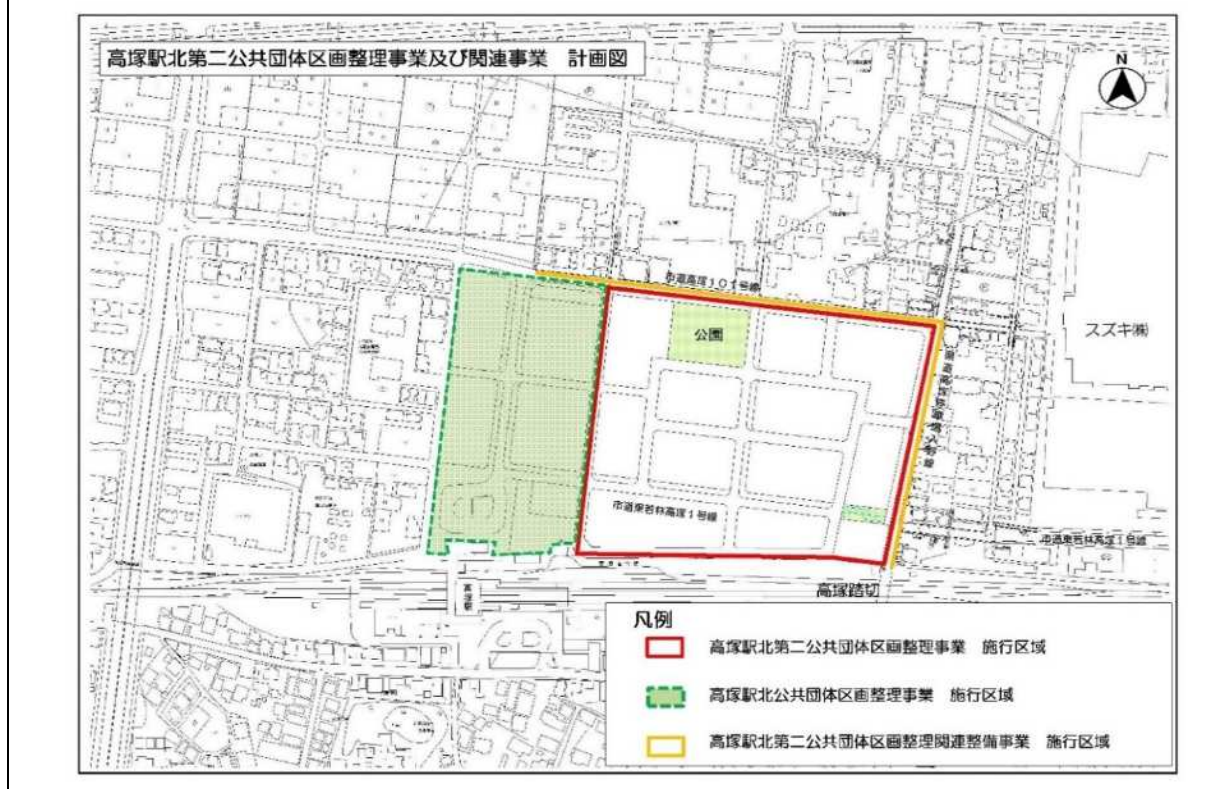 高塚駅北第二公共団体区画整理事業及び関連事業 計画図
N
市道高塚101号線
公園
スズキ㈱
市道東若林高塚1号線
市道東若林高塚1号線
高塚踏切
高塚駅
凡例
高塚駅北第二公共団体区画整理事業 施行区域
高塚駅北公共団体区画整理事業 施行区域
高塚駅北第二公共団体区画整理関連整備事業 施行区域